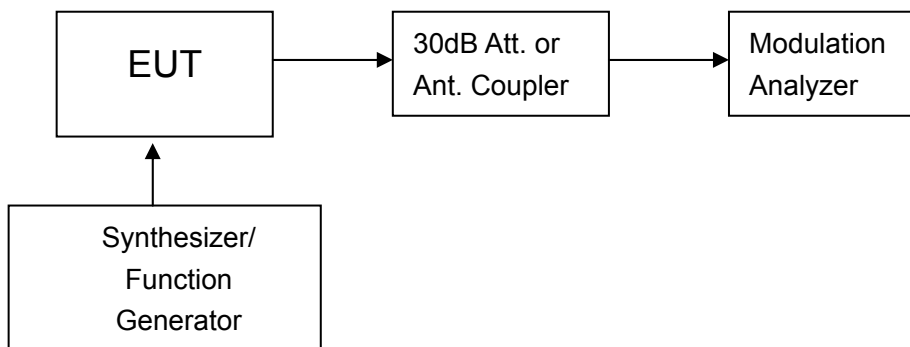 EUT
30dB Att. or
Ant. Coupler
Modulation
Analyzer
Synthesizer/
Function
Generator